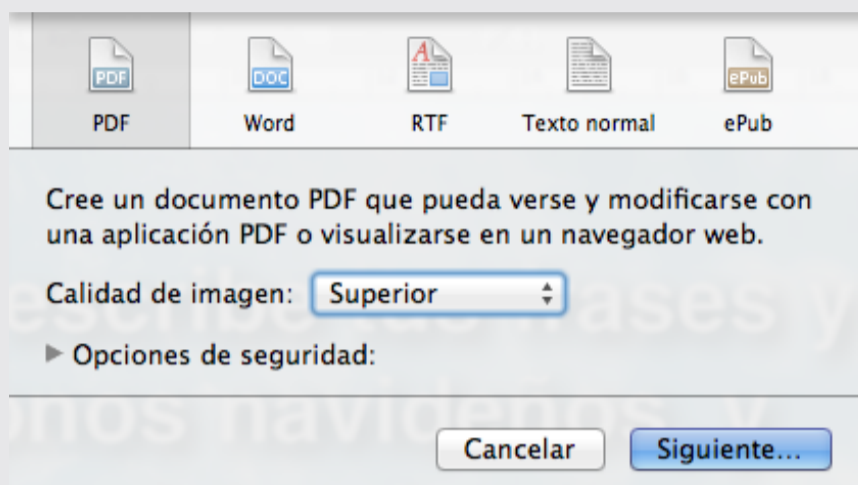 PDF DOC A ePub
PDF Word RTF Texto normal ePub
Cree un documento PDF que pueda verse y modificarse con
una aplicación PDF o visualizarse en un navegador web.
Calidad de imagen: Superior
Opciones de seguridad:
Cancelar Siguiente...